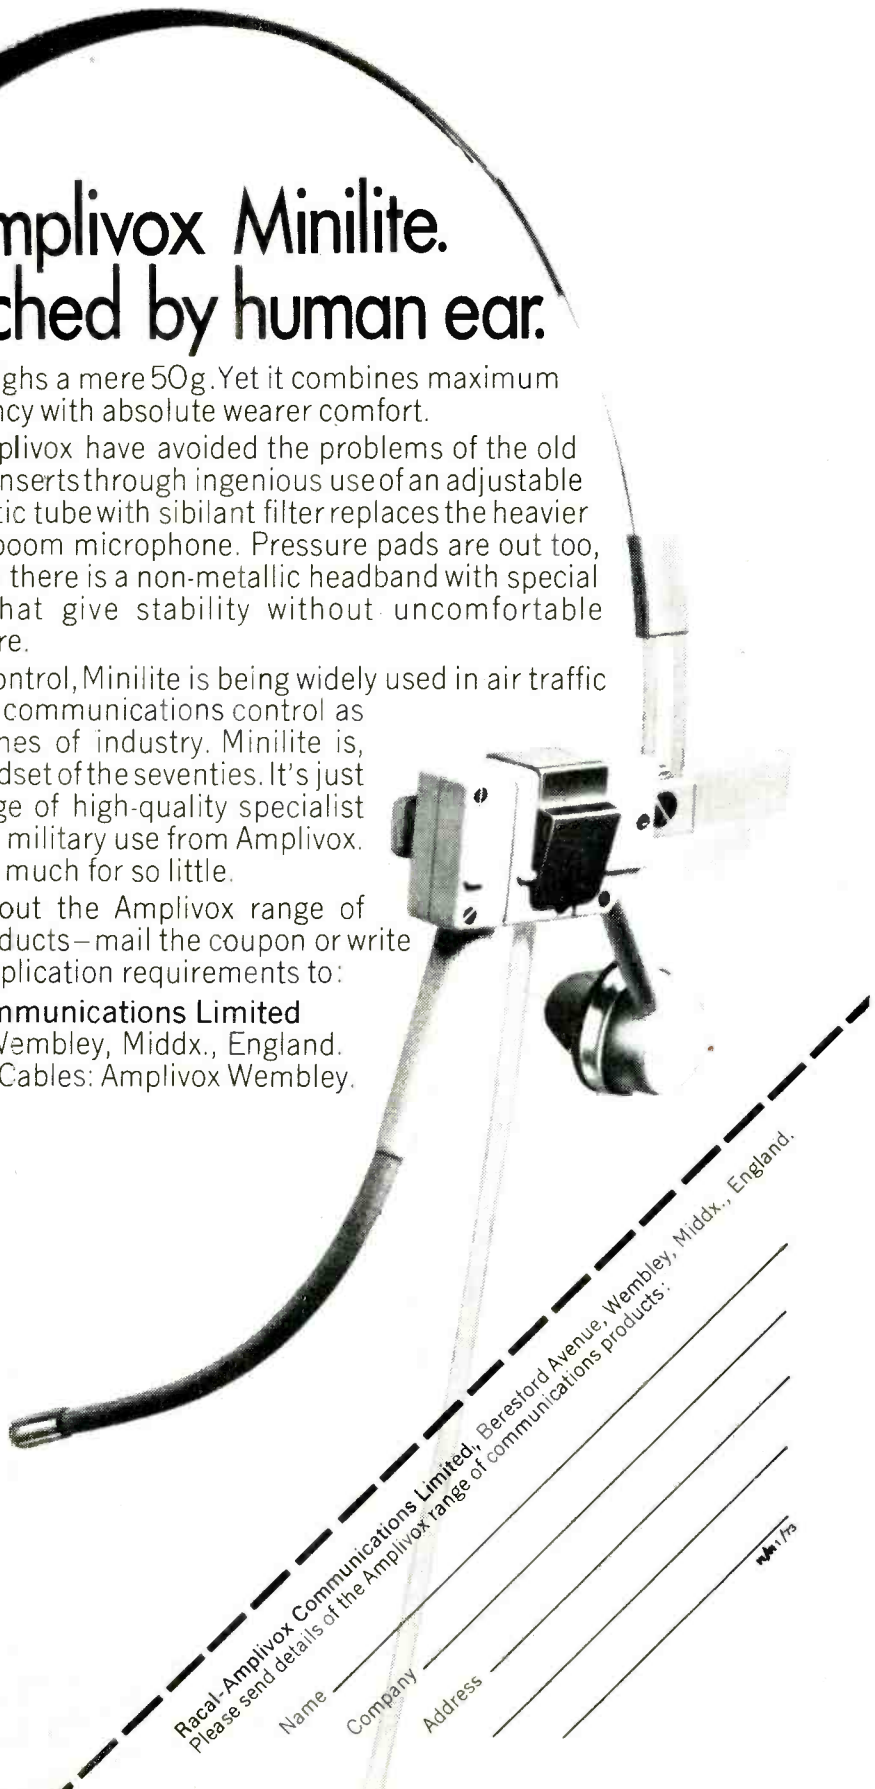 mplivox Minilite.
ched by human ear.
ghs a mere 50g. Yet it combines maximum
ncy with absolute wearer comfort.
plivox have avoided the problems of the old
nserts through ingenious use of an adjustable
tic tube with sibilant filter replaces the heavier
boom microphone. Pressure pads are out too,
there is a non-metallic headband with special
hat give stability without uncomfortable
re.
ontrol, Minilite is being widely used in air traffic
communications control as
nes of industry. Minilite is,
dset of the seventies. It's just
ge of high-quality specialist
military use from Amplivox.
much for so little.
out the Amplivox range of
ducts–mail the coupon or write
plication requirements to:
mmunications Limited
Wembley, Middx., England.
Cables: Amplivox Wembley.
Racal-Amplivox Communications Limited, Beresford Avenue, Wembley, Middx., England.
Please send details of the Amplivox range of communications products:
Name
Company
Address